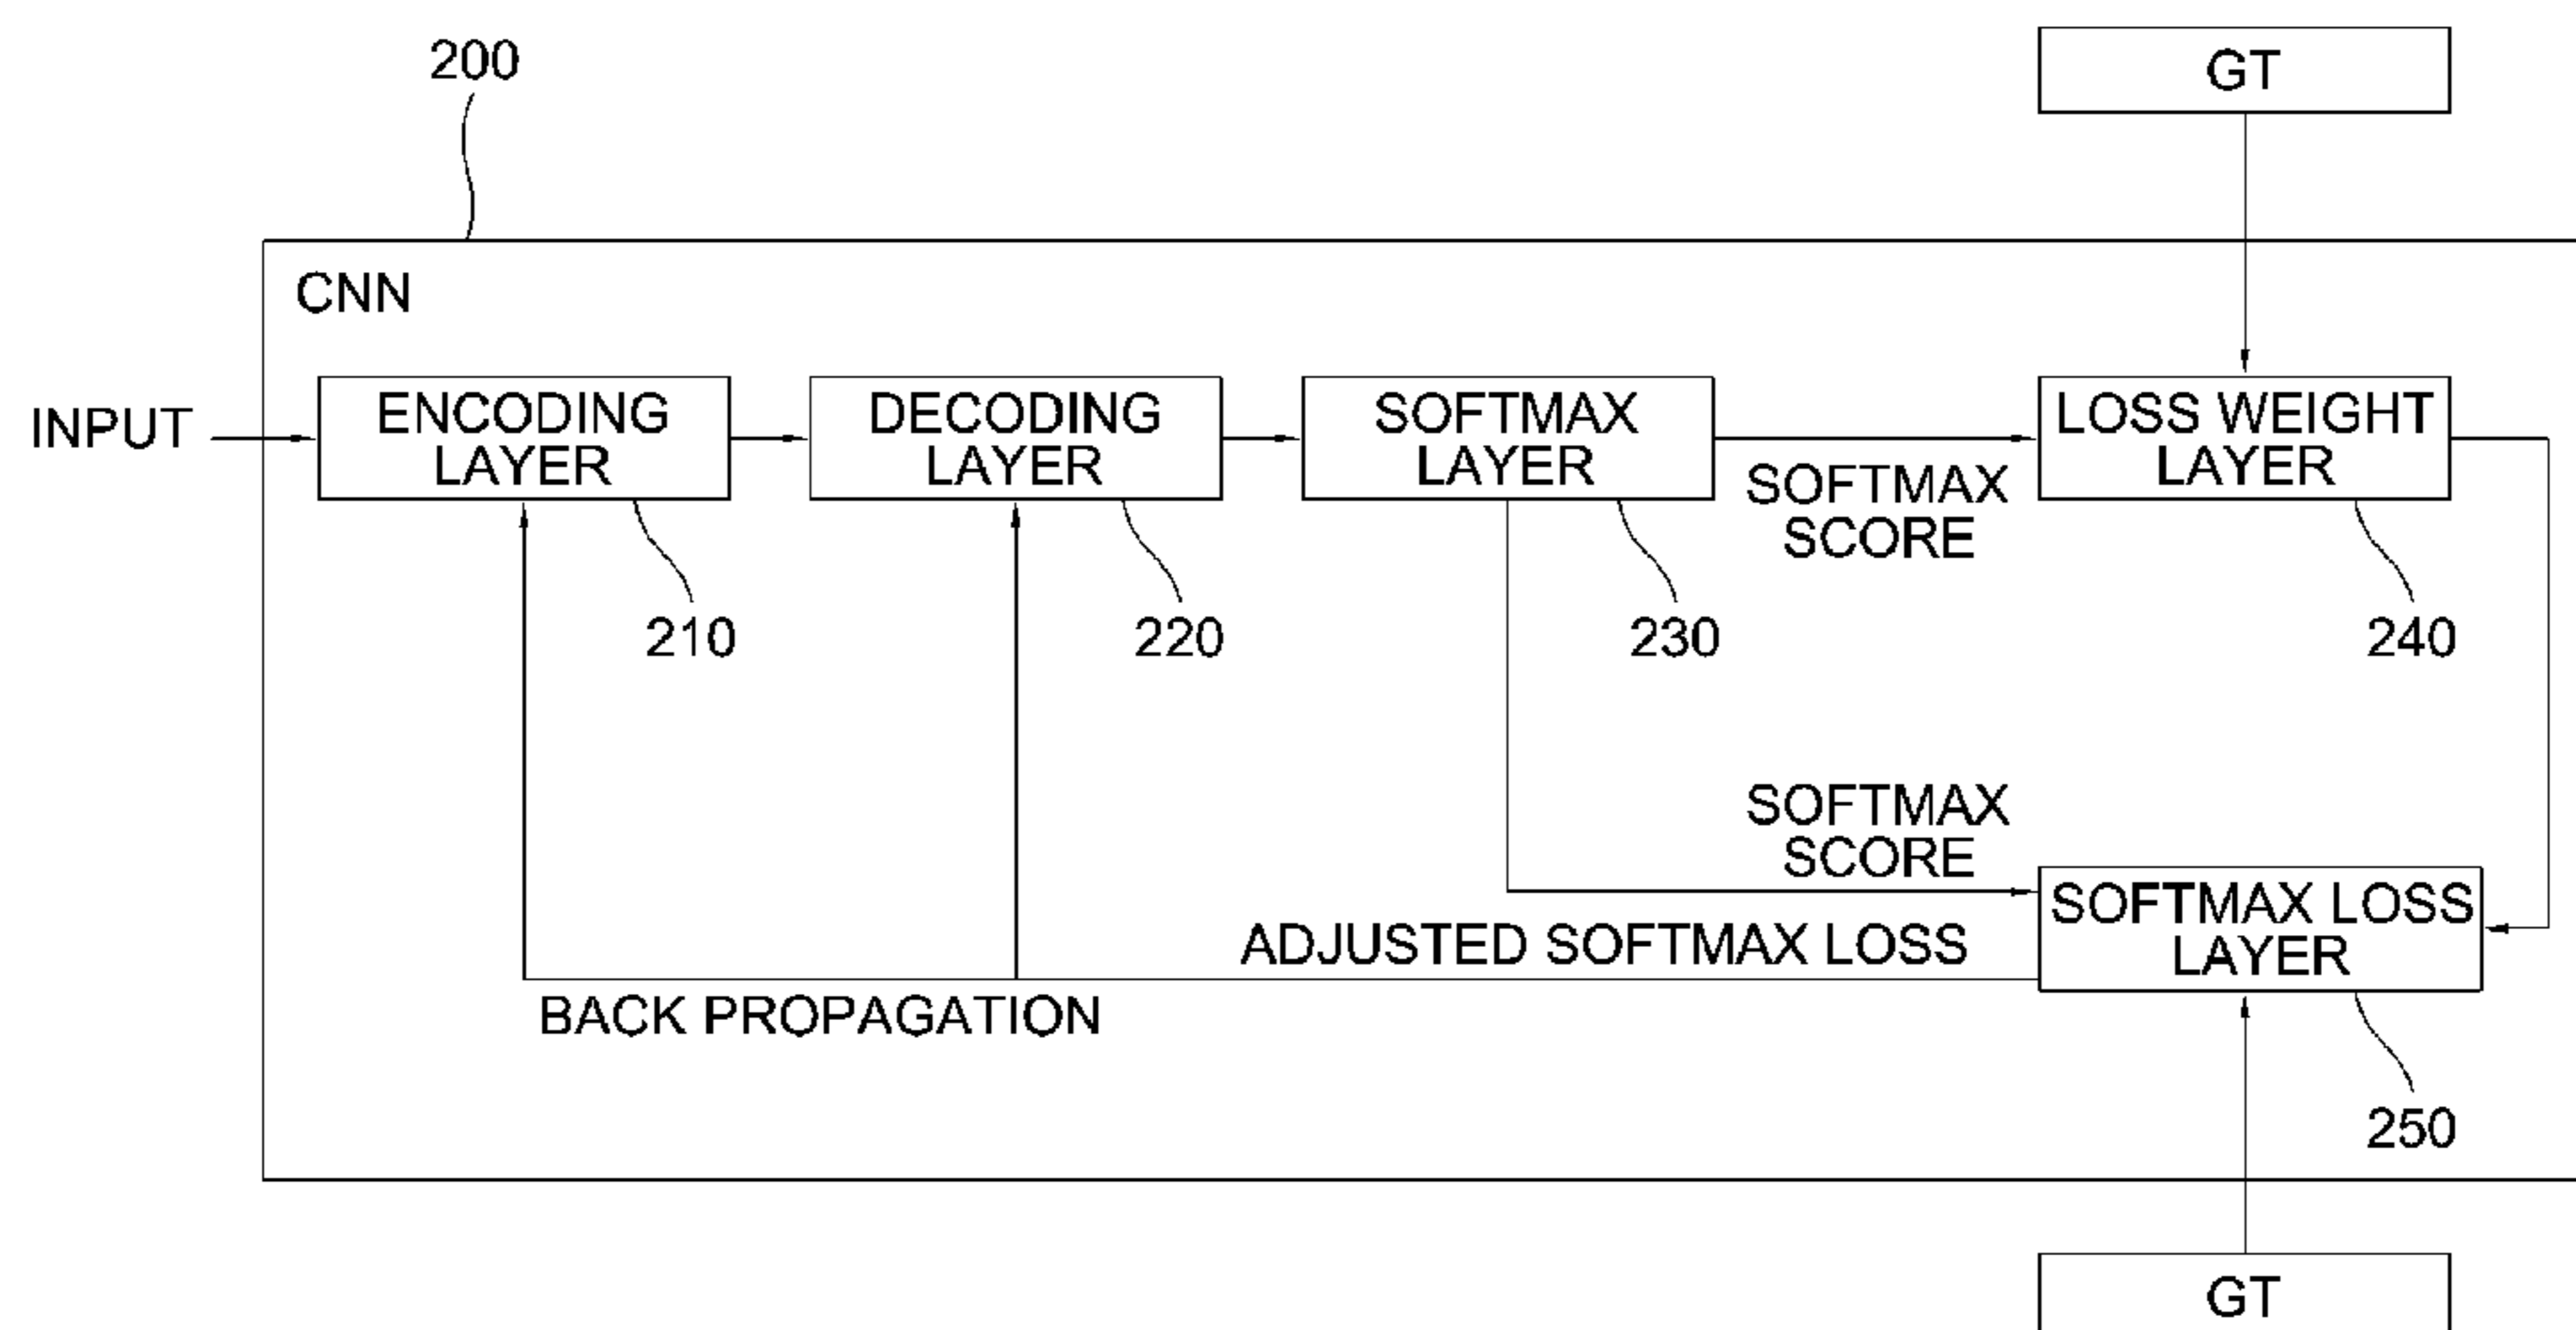 200
GT
CNN
INPUT
ENCODING
LAYER
DECODING
LAYER
SOFTMAX
LAYER
LOSS WEIGHT
LAYER
SOFTMAX
SCORE
210
220
230
240
SOFTMAX
SCORE
SOFTMAX LOSS
LAYER
ADJUSTED SOFTMAX LOSS
BACK PROPAGATION
250
GT